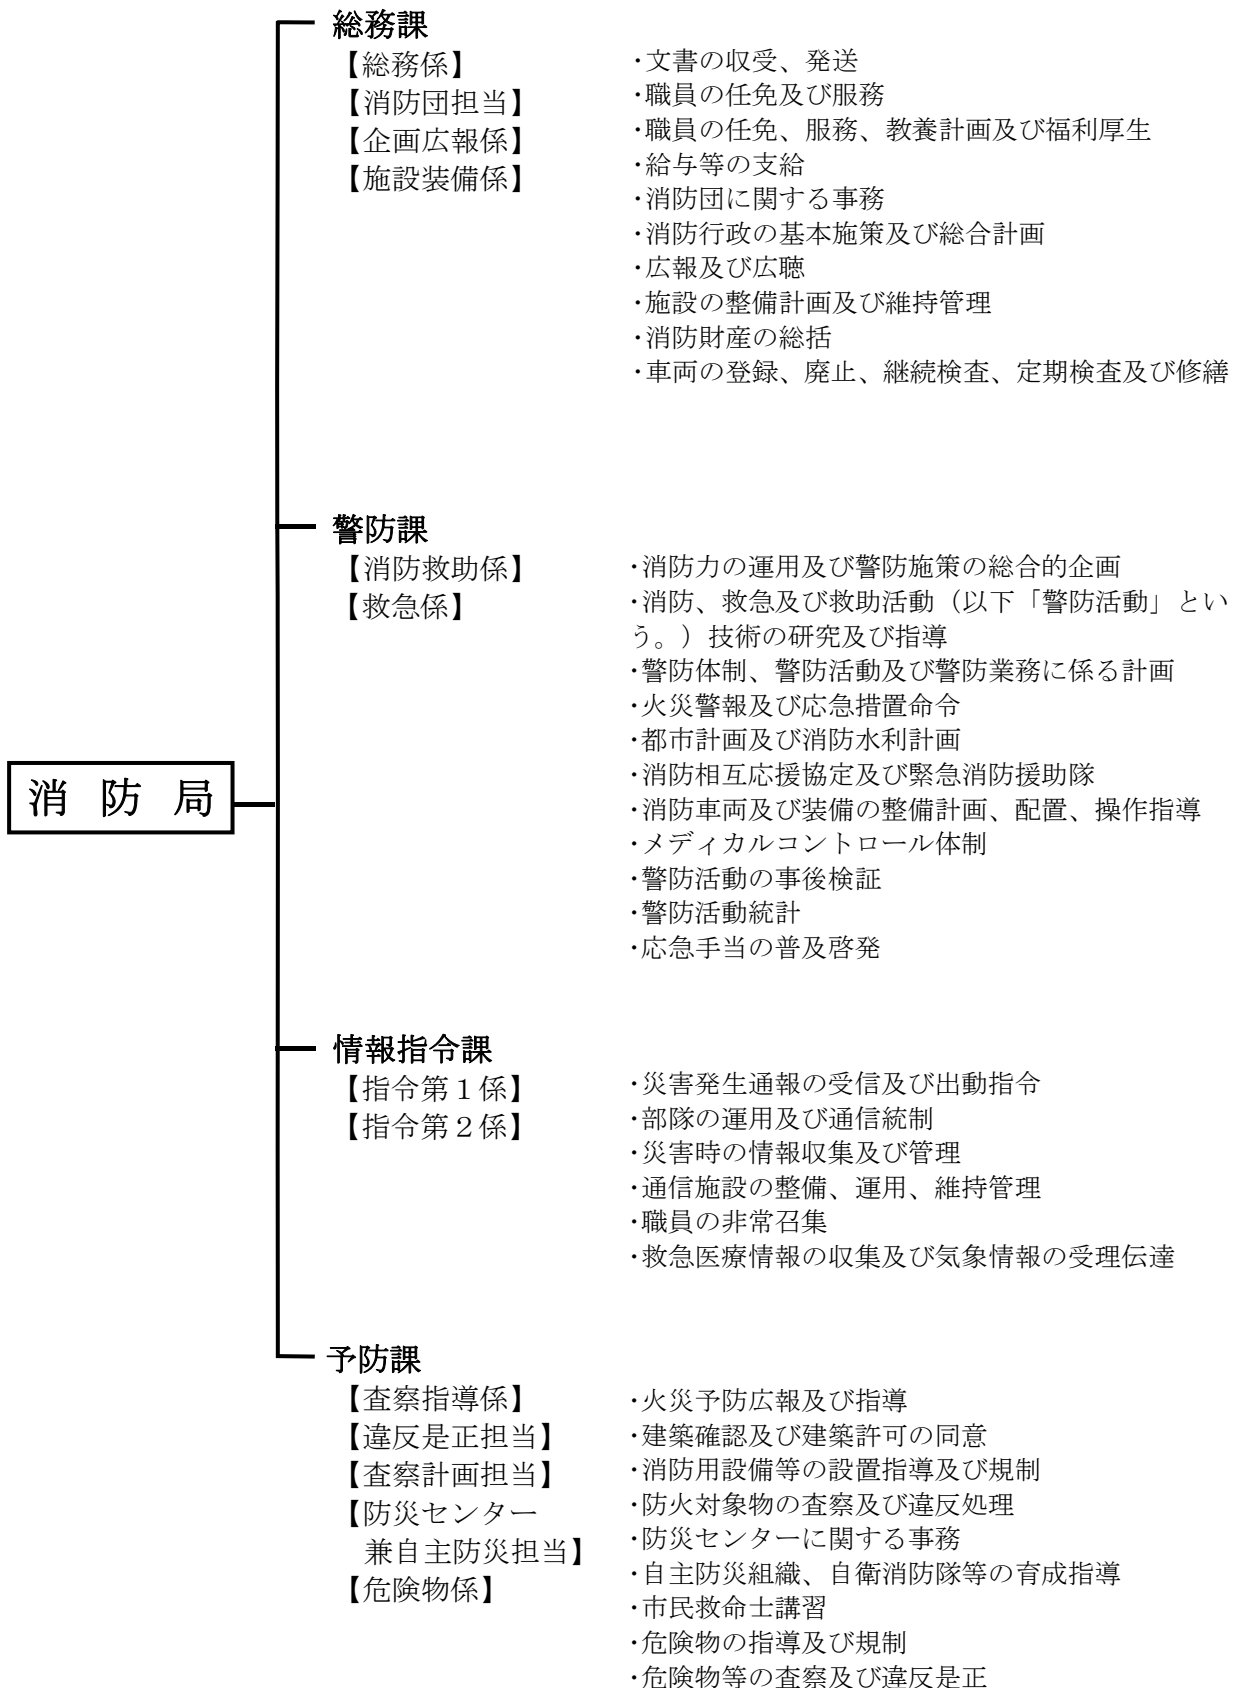 総務課
【総務係】
【消防団担当】
【企画広報係】
【施設装備係】
・文書の収受、発送
・職員の任免及び服務
・職員の任免、服務、教養計画及び福利厚生
・給与等の支給
・消防団に関する事務
・消防行政の基本施策及び総合計画
・広報及び広聴
・施設の整備計画及び維持管理
・消防財産の総括
・車両の登録、廃止、継続検査、定期検査及び修繕
警防課
【消防救助係】
【救急係】
・消防力の運用及び警防施策の総合的企画
・消防、救急及び救助活動（以下「警防活動」とい
う。）技術の研究及び指導
・警防体制、警防活動及び警防業務に係る計画
・火災警報及び応急措置命令
・都市計画及び消防水利計画
・消防相互応援協定及び緊急消防援助隊
・消防車両及び装備の整備計画、配置、操作指導
・メディカルコントロール体制
・警防活動の事後検証
・警防活動統計
・応急手当の普及啓発
消防局
情報指令課
【指令第１係】
【指令第２係】
・災害発生通報の受信及び出動指令
・部隊の運用及び通信統制
・災害時の情報収集及び管理
・通信施設の整備、運用、維持管理
・職員の非常召集
・救急医療情報の収集及び気象情報の受理伝達
予防課
【査察指導係】
【違反是正担当】
【査察計画担当】
【防災センター
兼自主防災担当】
【危険物係】
・火災予防広報及び指導
・建築確認及び建築許可の同意
・消防用設備等の設置指導及び規制
・防火対象物の査察及び違反処理
・防災センターに関する事務
・自主防災組織、自衛消防隊等の育成指導
・市民救命士講習
・危険物の指導及び規制
・危険物等の査察及び違反是正